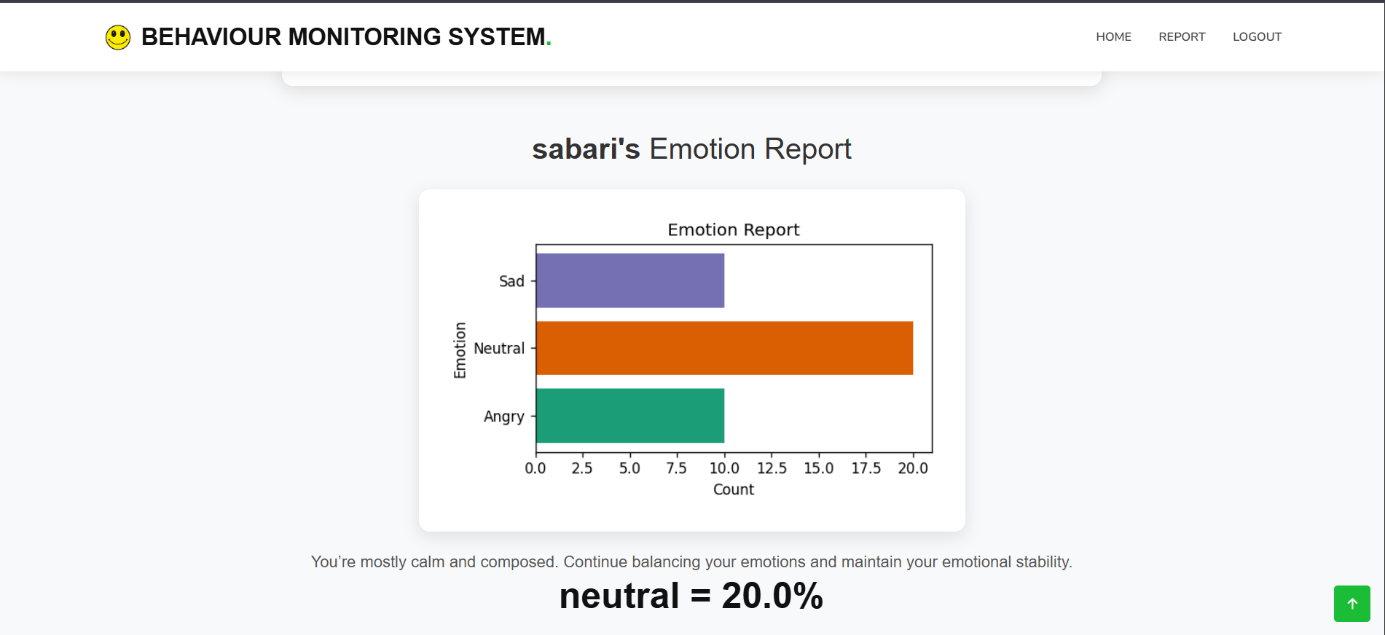 BEHAVIOUR MONITORING SYSTEM.
HOME REPORT LOGOUT
sabari's Emotion Report
Emotion Report
Sad
Neutral
Angry
Emotion
0.0 2.5 5.0 7.5 10.0 12.5 15.0 17.5 20.0
Count
You’re mostly calm and composed. Continue balancing your emotions and maintain your emotional stability.
neutral = 20.0%